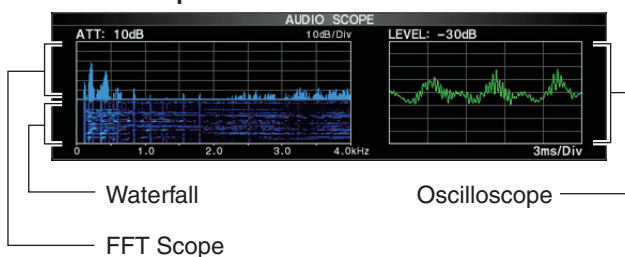 AUDIO SCOPE
ATT: 10dB
10dB/Div
LEVEL: -30dB
0 1.0 2.0 3.0 4.0kHz
3ms/Div
Waterfall
Oscilloscope
FFT Scope